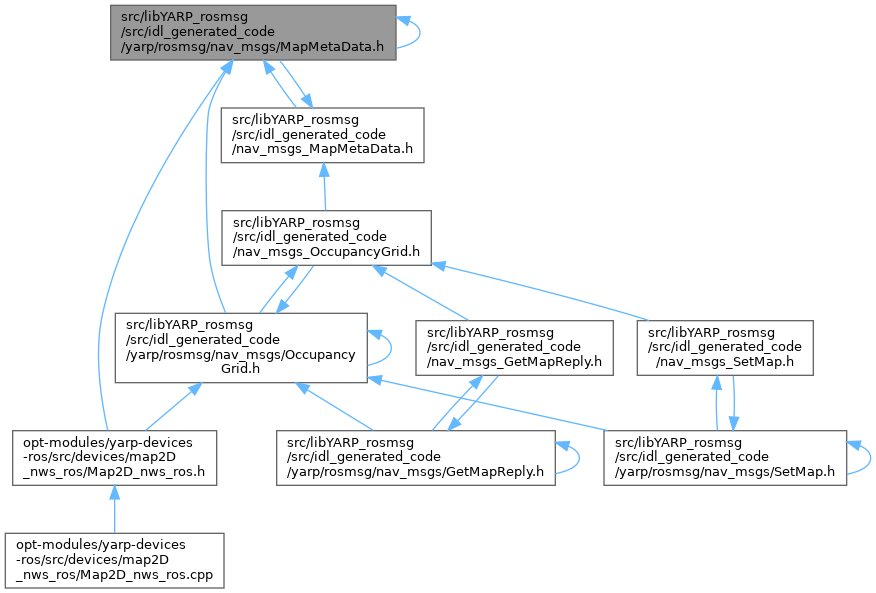 src/libYARP_rosmsg
/src/idl_generated_code
/yarp/rosmsg/nav_msgs/MapMetaData.h
src/libYARP_rosmsg
/src/idl_generated_code
/nav_msgs_MapMetaData.h
src/libYARP_rosmsg
/src/idl_generated_code
/nav_msgs_OccupancyGrid.h
src/libYARP_rosmsg
/src/idl_generated_code
/yarp/rosmsg/nav_msgs/Occupancy
Grid.h
src/libYARP_rosmsg
/src/idl_generated_code
/nav_msgs_GetMapReply.h
src/libYARP_rosmsg
/src/idl_generated_code
/nav_msgs_SetMap.h
opt-modules/yarp-devices
-ros/src/devices/map2D
_nws_ros/Map2D_nws_ros.h
src/libYARP_rosmsg
/src/idl_generated_code
/yarp/rosmsg/nav_msgs/GetMapReply.h
src/libYARP_rosmsg
/src/idl_generated_code
/yarp/rosmsg/nav_msgs/SetMap.h
opt-modules/yarp-devices
-ros/src/devices/map2D
_nws_ros/Map2D_nws_ros.cpp